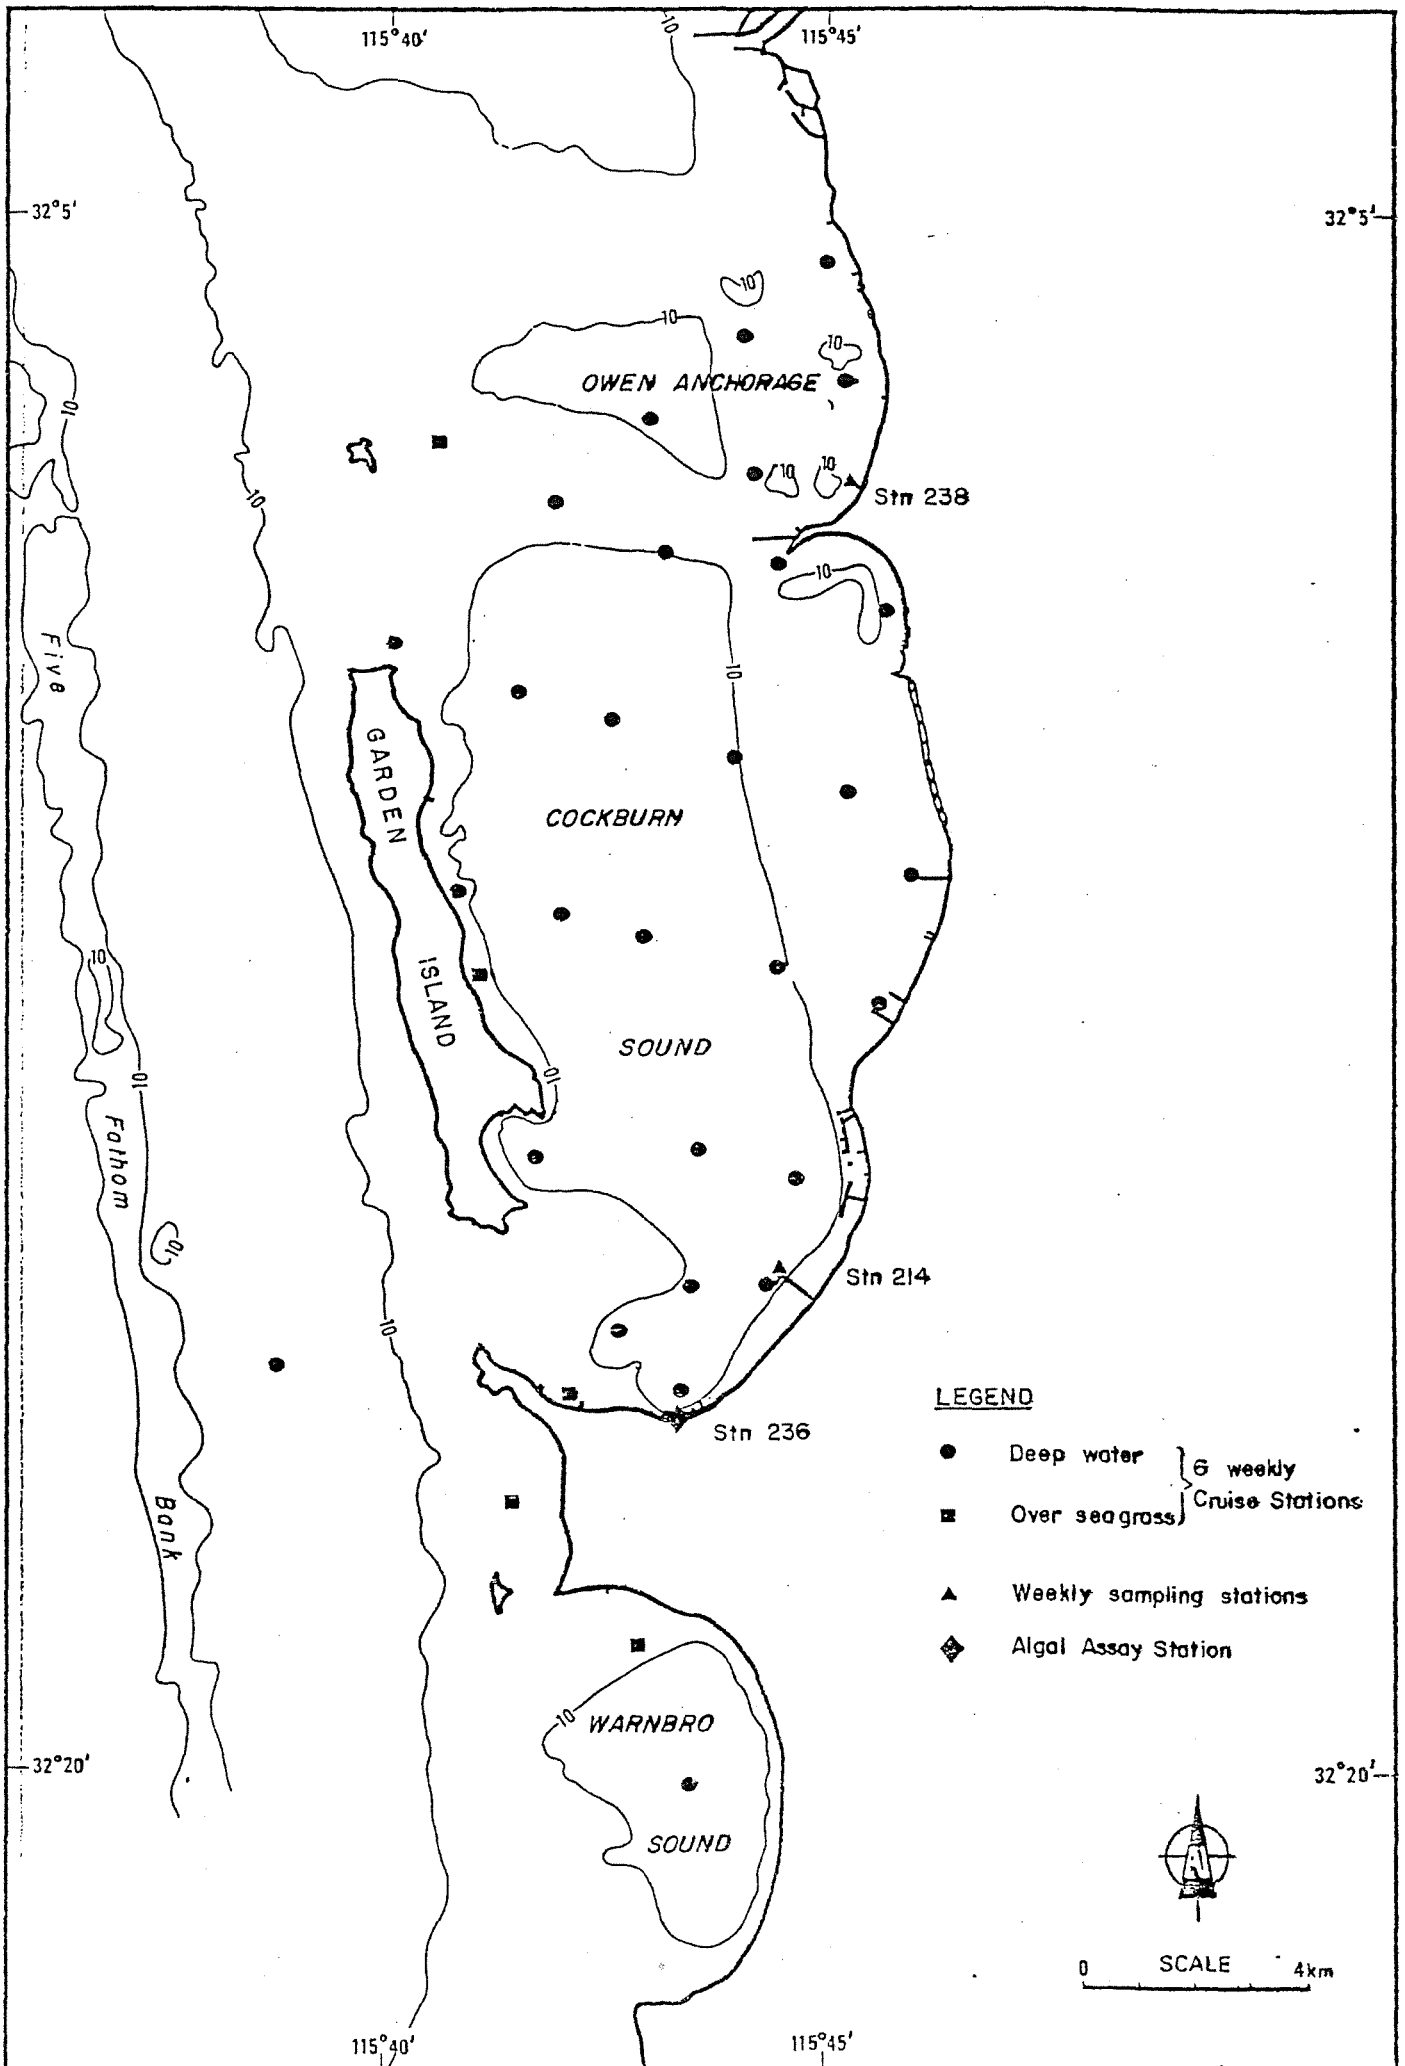 115°40'
10
115°45'
32°5'
32°5'
10
10
10
OWEN ANCHORAGE
10
10
10
10
Stn 238
10
Five
10
GARDEN
COCKBURN
10
ISLAND
SOUND
10
10
Fathom
10
Stn 214
10
Stn 236
LEGEND
Deep water
6 weekly
Cruise Stations
Over seagrass
Bank
Weekly sampling stations
Algal Assay Station
10
WARNBRO
32°20'
32°20'
SOUND
0 SCALE 4km
115°40'
115°45'